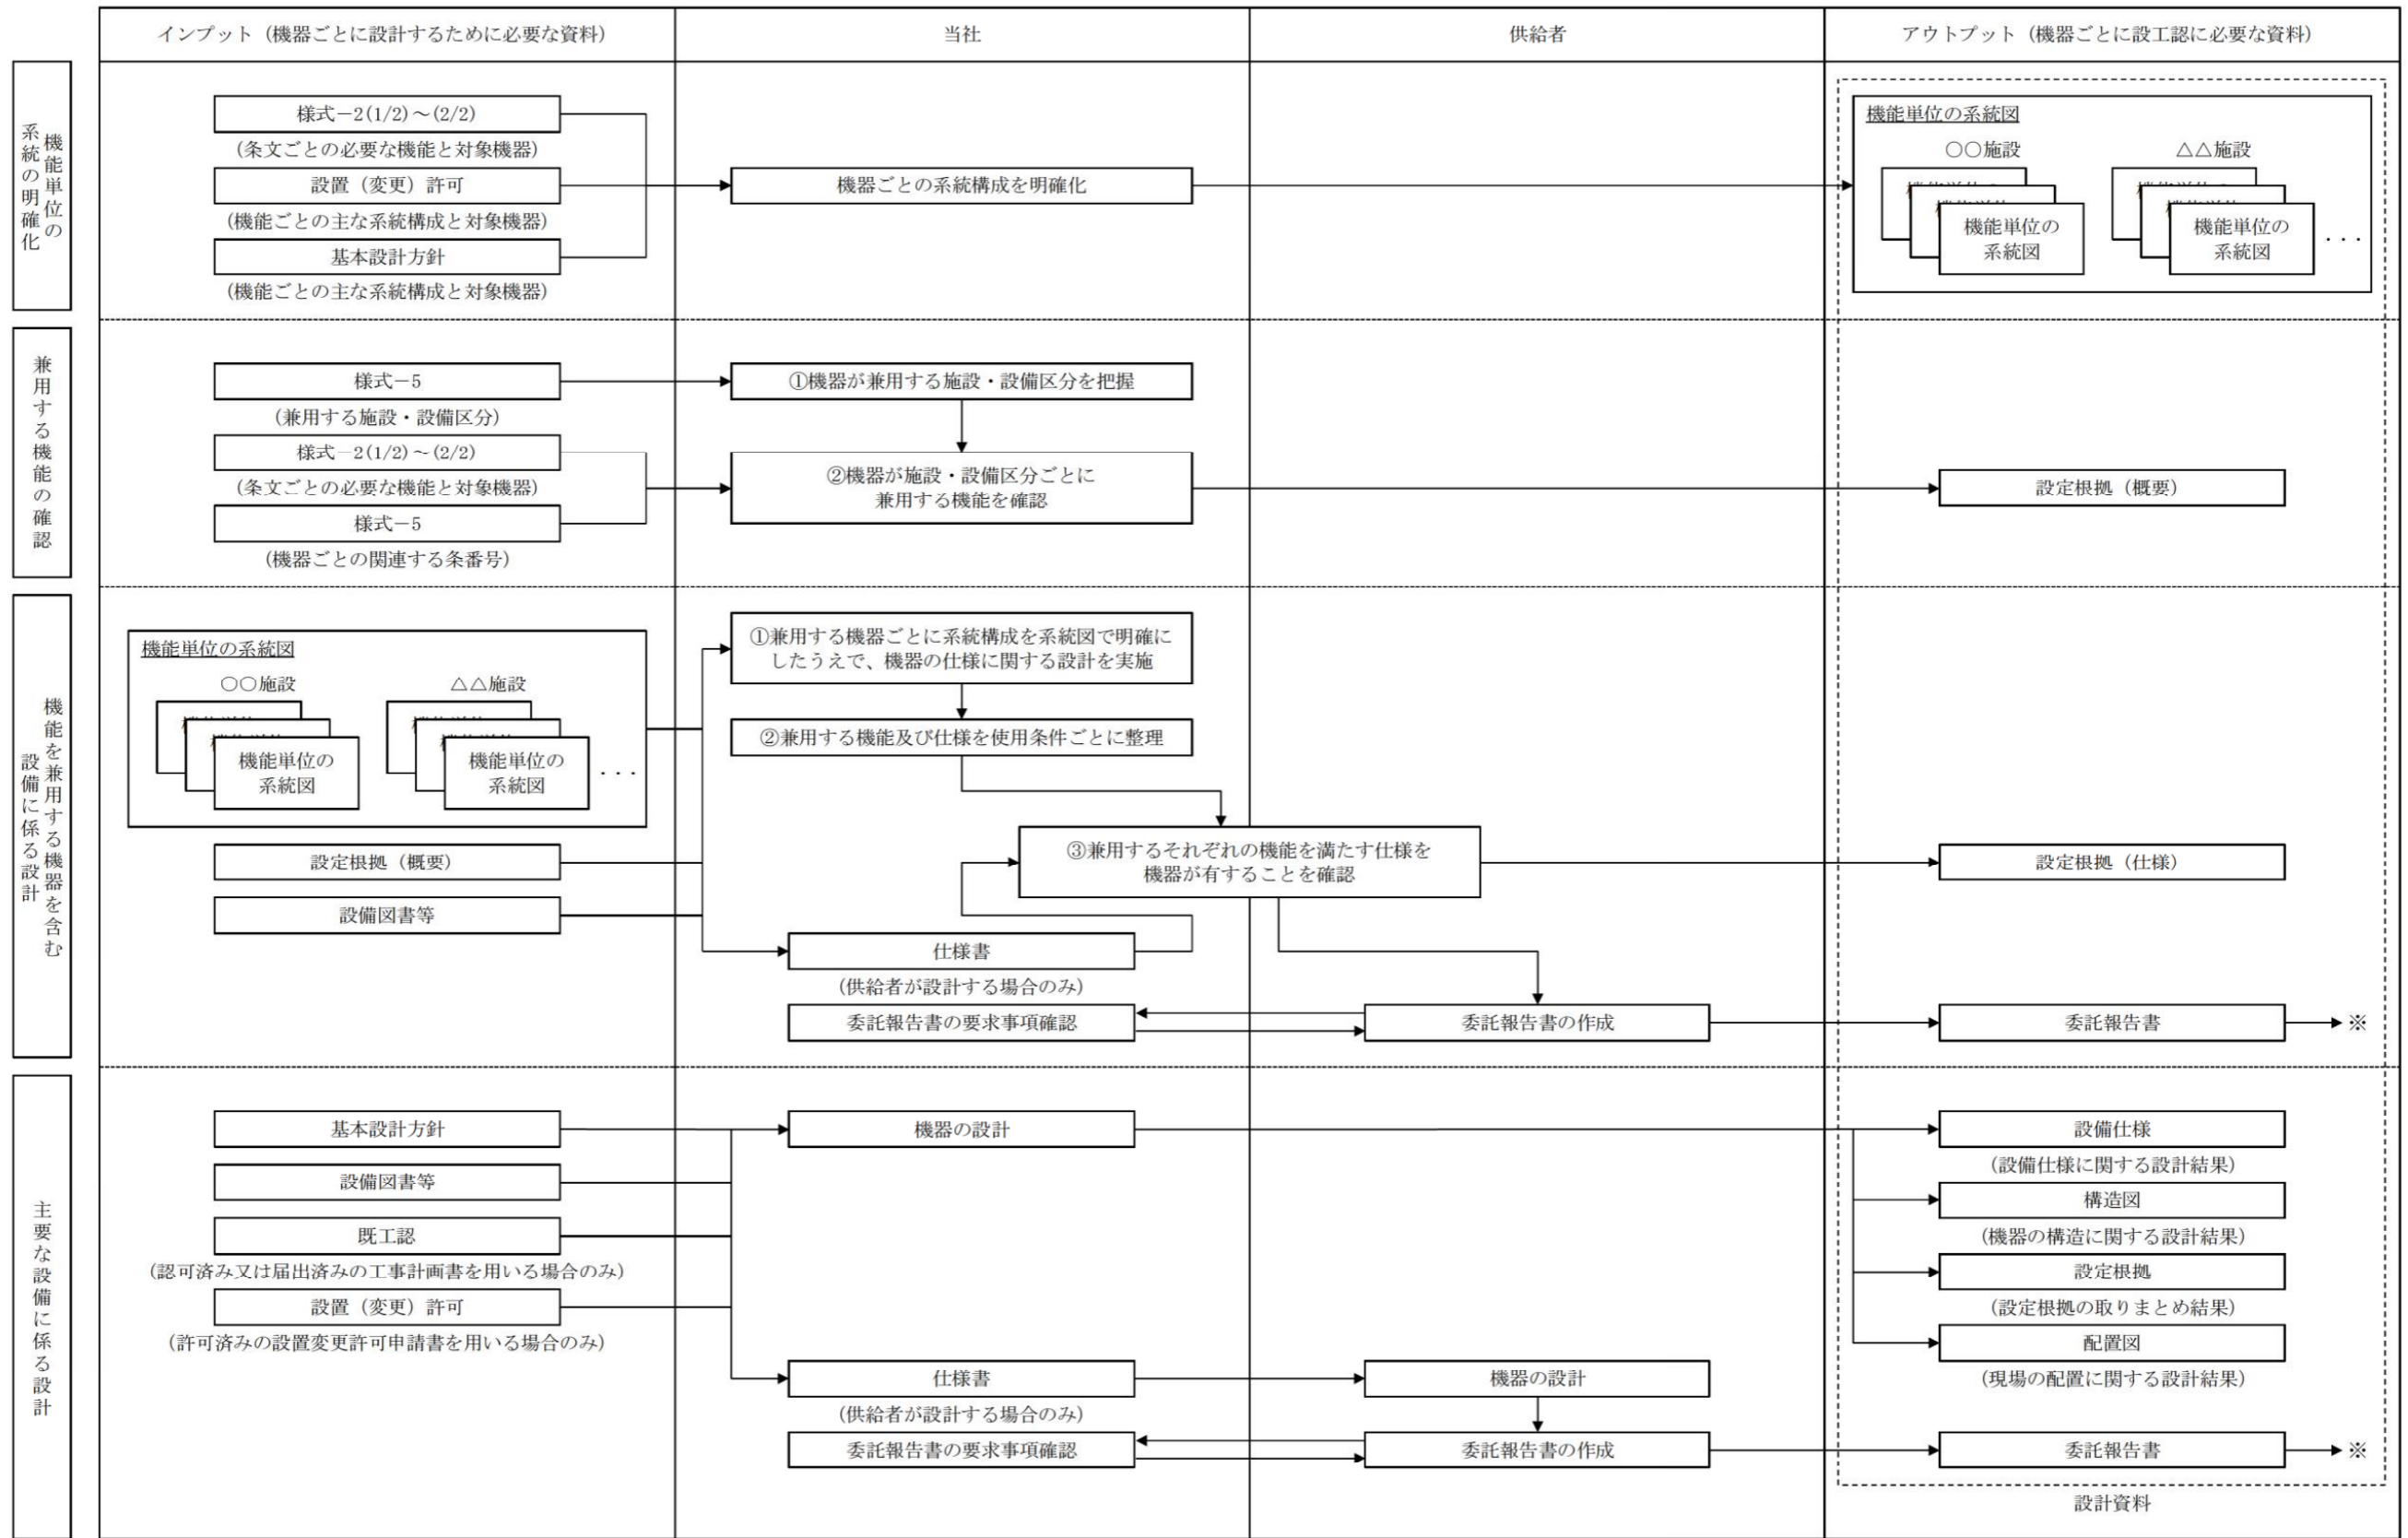 インプット（機器ごとに設計するために必要な資料）
当社
供給者
アウトプット（機器ごとに設工認に必要な資料）
機能単位の
系統の明確化
様式－2(1/2)～(2/2)
(条文ごとの必要な機能と対象機器)
設置（変更）許可
(機能ごとの主な系統構成と対象機器)
基本設計方針
(機能ごとの主な系統構成と対象機器)
機器ごとの系統構成を明確化
機能単位の系統図
〇〇施設
△△施設
機能単位の
系統図
機能単位の
系統図
・・・
兼用する機能の確認
様式－5
(兼用する施設・設備区分)
様式－2(1/2)～(2/2)
(条文ごとの必要な機能と対象機器)
様式－5
(機器ごとの関連する条番号)
①機器が兼用する施設・設備区分を把握
②機器が施設・設備区分ごとに
兼用する機能を確認
設定根拠（概要）
機能を兼用する機器を含む
設備に係る設計
機能単位の系統図
〇〇施設
△△施設
機能単位の
系統図
機能単位の
系統図
・・・
設定根拠（概要）
設備図書等
①兼用する機器ごとに系統構成を系統図で明確に
したうえで、機器の仕様に関する設計を実施
②兼用する機能及び仕様を使用条件ごとに整理
③兼用するそれぞれの機能を満たす仕様を
機器が有することを確認
設定根拠（仕様）
仕様書
(供給者が設計する場合のみ)
委託報告書の要求事項確認
委託報告書の作成
委託報告書
※
主要な設備に係る設計
基本設計方針
設備図書等
既工認
(認可済み又は届出済みの工事計画書を用いる場合のみ)
設置（変更）許可
(許可済みの設置変更許可申請書を用いる場合のみ)
機器の設計
設備仕様
(設備仕様に関する設計結果)
構造図
(機器の構造に関する設計結果)
設定根拠
(設定根拠の取りまとめ結果)
配置図
(現場の配置に関する設計結果)
仕様書
(供給者が設計する場合のみ)
機器の設計
委託報告書の要求事項確認
委託報告書の作成
委託報告書
※
設計資料